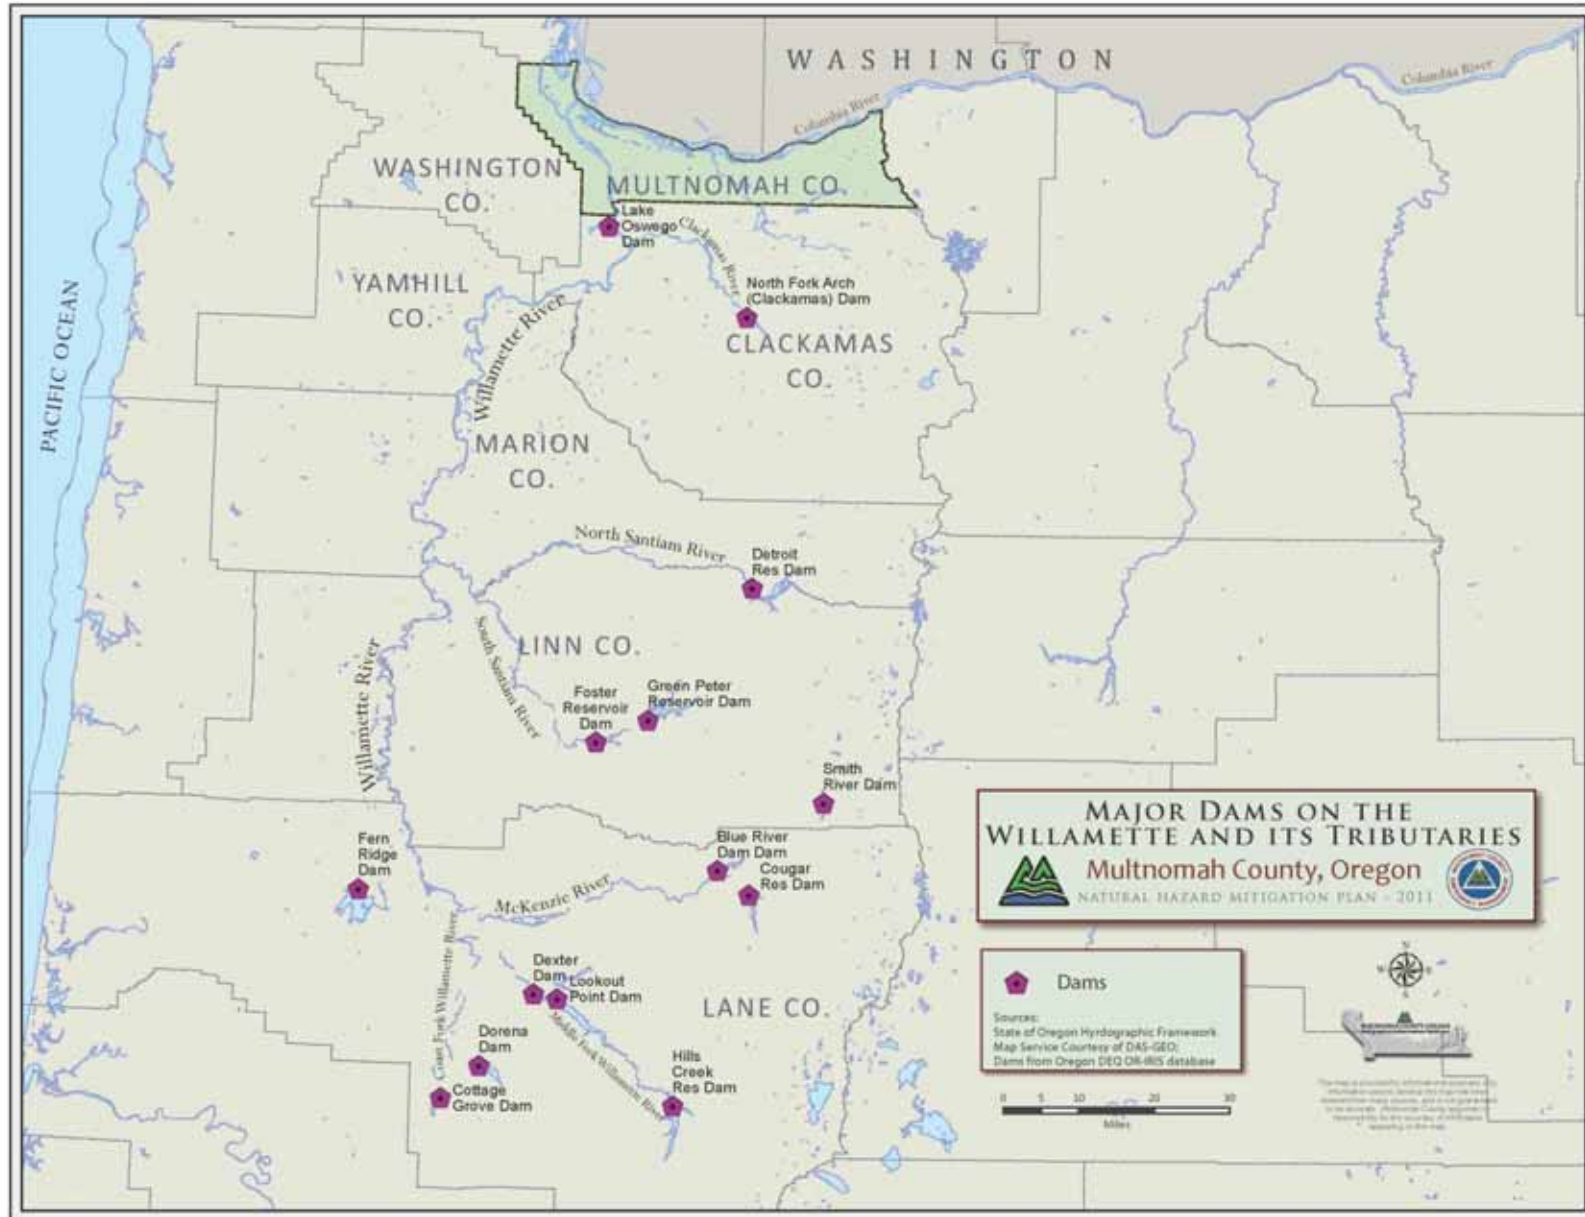 WASHINGTON
Columbia River
Columbia River
WASHINGTON
CO.
MULTNOMAH CO.
Lake
Oswego
Dam
Clackamas River
YAMHILL
CO.
North Fork Arch
(Clackamas) Dam
CLACKAMAS
CO.
PACIFIC OCEAN
Willamette River
MARION
CO.
North Santiam River
Detroit
Res Dam
South Santiam River
LINN CO.
Willamette River
Foster
Reservoir
Dam
Green Peter
Reservoir Dam
Smith
River Dam
Fern
Ridge
Dam
Blue River
Dam Dam
Cougar
Res Dam
McKenzie River
Coast Fork Willamette River
Dexter
Dam
Lookout
Point Dam
LANE CO.
Middle Fork Willamette River
Dorena
Dam
Cottage
Grove Dam
Hills
Creek
Res Dam
MAJOR DAMS ON THE
WILLAMETTE AND ITS TRIBUTARIES
Multnomah County, Oregon
NATURAL HAZARD MITIGATION PLAN - 2011
Dams
Sources:
State of Oregon Hyrdographic Framework
Map Service Courtesy of DAS-GEO;
Dams from Oregon DEQ OR-IRIS database
0 5 10 20 30
Miles
N